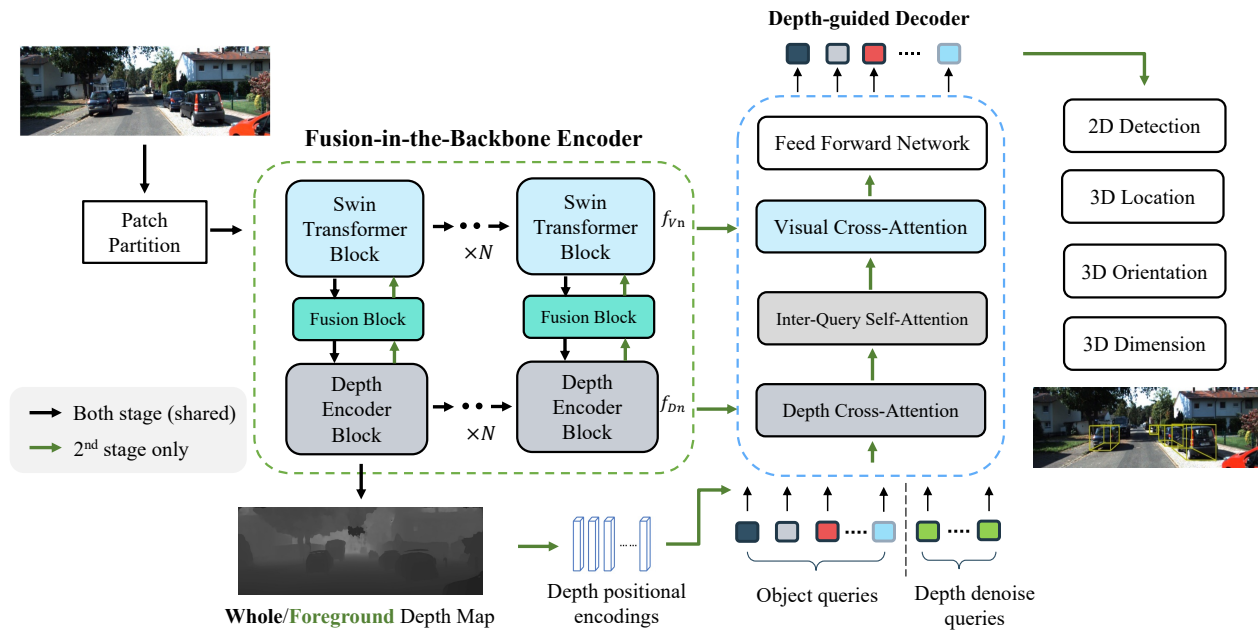 Depth-guided Decoder
Fusion-in-the-Backbone Encoder
Patch
Partition
Swin
Transformer
Block
×N
Swin
Transformer
Block
f_Vn
Fusion Block
Fusion Block
Depth
Encoder
Block
×N
Depth
Encoder
Block
f_Dn
Feed Forward Network
Visual Cross-Attention
Inter-Query Self-Attention
Depth Cross-Attention
2D Detection
3D Location
3D Orientation
3D Dimension
Both stage (shared)
2nd stage only
Whole/Foreground Depth Map
Depth positional
encodings
Object queries
Depth denoise
queries